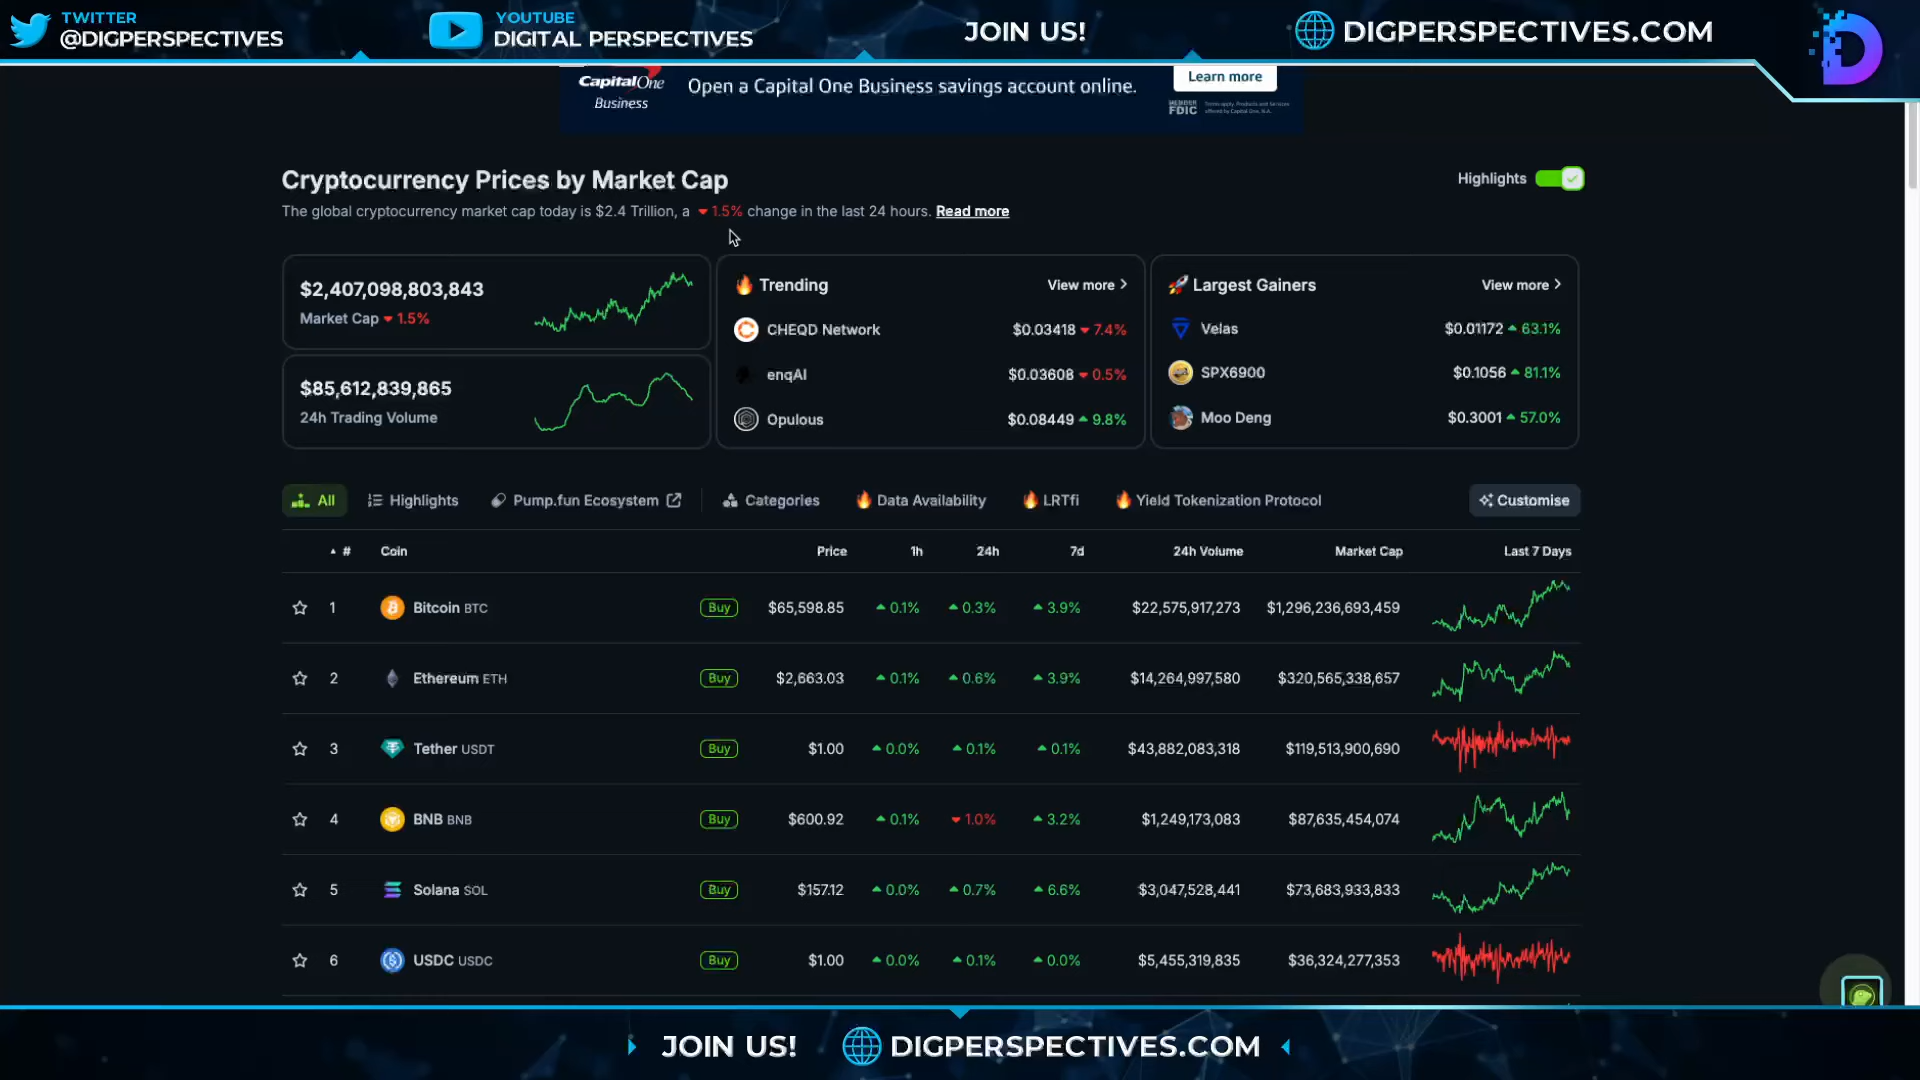 TWITTER
@DIGPERSPECTIVES
YOUTUBE
DIGITAL PERSPECTIVES
JOIN US!
DIGPERSPECTIVES.COM
Capital One
Business
Open a Capital One Business savings account online.
Learn more
MEMBER
FDIC
Cryptocurrency Prices by Market Cap
Highlights
The global cryptocurrency market cap today is $2.4 Trillion, a 1.5% change in the last 24 hours. Read more
$2,407,098,803,843
Market Cap 1.5%
$85,612,839,865
24h Trading Volume
Trending View more
CHEQD Network $0.03418 7.4%
enqAI $0.03608 0.5%
Opulous $0.08449 9.8%
Largest Gainers View more
Velas $0.01172 63.1%
SPX6900 $0.1056 81.1%
Moo Deng $0.3001 57.0%
All Highlights Pump.fun Ecosystem Categories Data Availability LRTfi Yield Tokenization Protocol Customise
# Coin Price 1h 24h 7d 24h Volume Market Cap Last 7 Days
1 Bitcoin BTC Buy $65,598.85 0.1% 0.3% 3.9% $22,575,917,273 $1,296,236,693,459
2 Ethereum ETH Buy $2,663.03 0.1% 0.6% 3.9% $14,264,997,580 $320,565,338,657
3 Tether USDT Buy $1.00 0.0% 0.1% 0.1% $43,882,083,318 $119,513,900,690
4 BNB BNB Buy $600.92 0.1% 1.0% 3.2% $1,249,173,083 $87,635,454,074
5 Solana SOL Buy $157.12 0.0% 0.7% 6.6% $3,047,528,441 $73,683,933,833
6 USDC USDC Buy $1.00 0.0% 0.1% 0.0% $5,455,319,835 $36,324,277,353
JOIN US! DIGPERSPECTIVES.COM